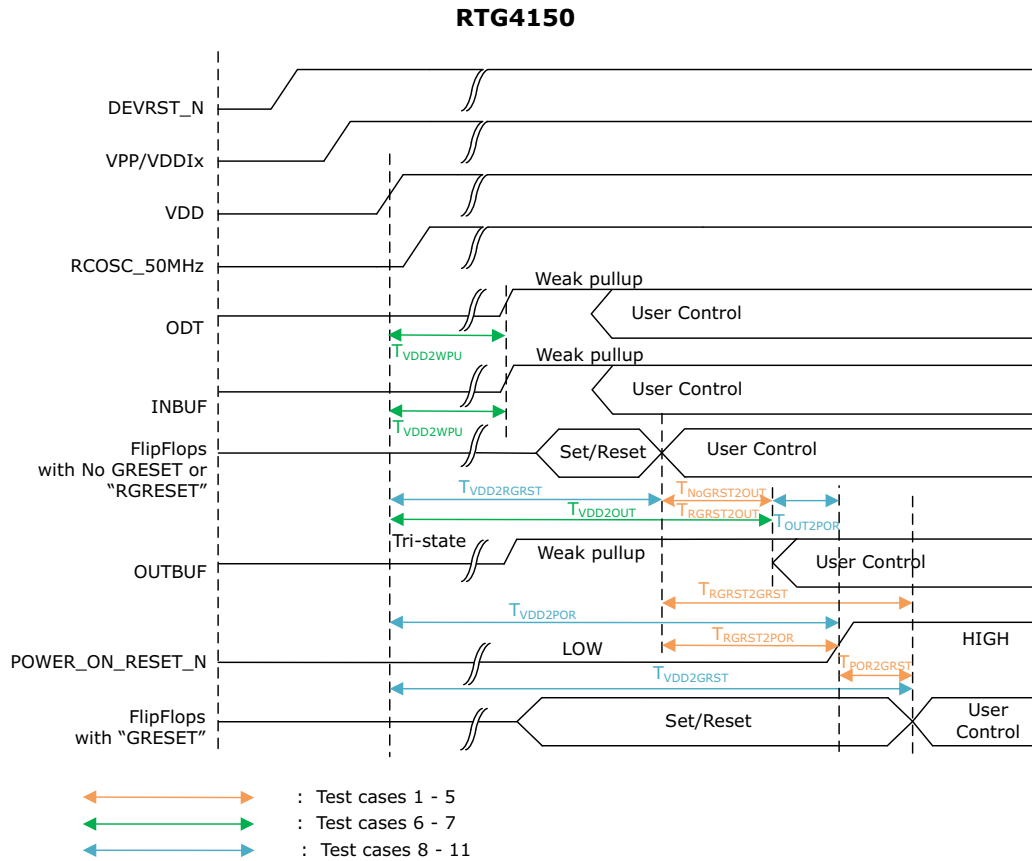 RTG4150
DEVRST_N
VPP/VDDIx
VDD
RCOSC_50MHz
Weak pullup
User Control
ODT
TVDD2WPU
Weak pullup
User Control
INBUF
TVDD2WPU
FlipFlops
with No GRESET or
“RGRESET”
Set/Reset
User Control
TVDD2RGRST
TNoGRST2OUT
TVDD2OUT
TRGRST2OUT
TOUT2POR
Tri-state
Weak pullup
User Control
OUTBUF
TRGRST2GRST
TVDD2POR
TRGRST2POR
HIGH
LOW
POWER_ON_RESET_N
TPOR2GRST
TVDD2GRST
FlipFlops
with “GRESET”
Set/Reset
User
Control
: Test cases 1 - 5
: Test cases 6 - 7
: Test cases 8 - 11